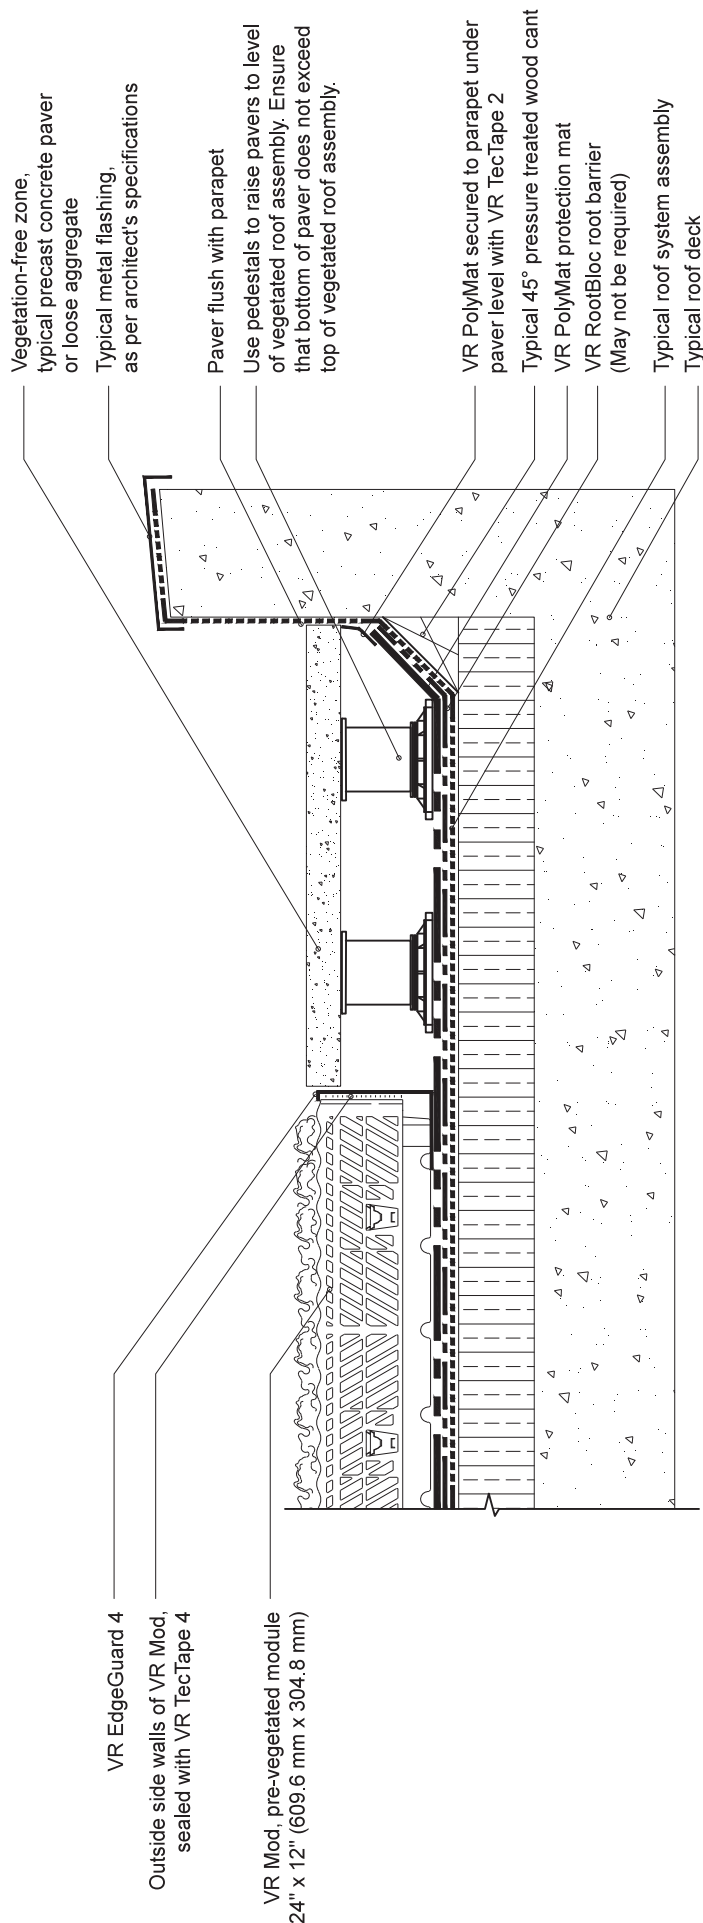 Vegetation-free zone,
typical precast concrete paver
or loose aggregate
Typical metal flashing,
as per architect's specifications
Paver flush with parapet
Use pedestals to raise pavers to level
of vegetated roof assembly. Ensure
that bottom of paver does not exceed
top of vegetated roof assembly.
VR PolyMat secured to parapet under
paver level with VR TecTape 2
Typical 45° pressure treated wood cant
VR PolyMat protection mat
VR RootBloc root barrier
(May not be required)
Typical roof system assembly
Typical roof deck
VR EdgeGuard 4
Outside side walls of VR Mod,
sealed with VR TecTape 4
VR Mod, pre-vegetated module
24" x 12" (609.6 mm x 304.8 mm)